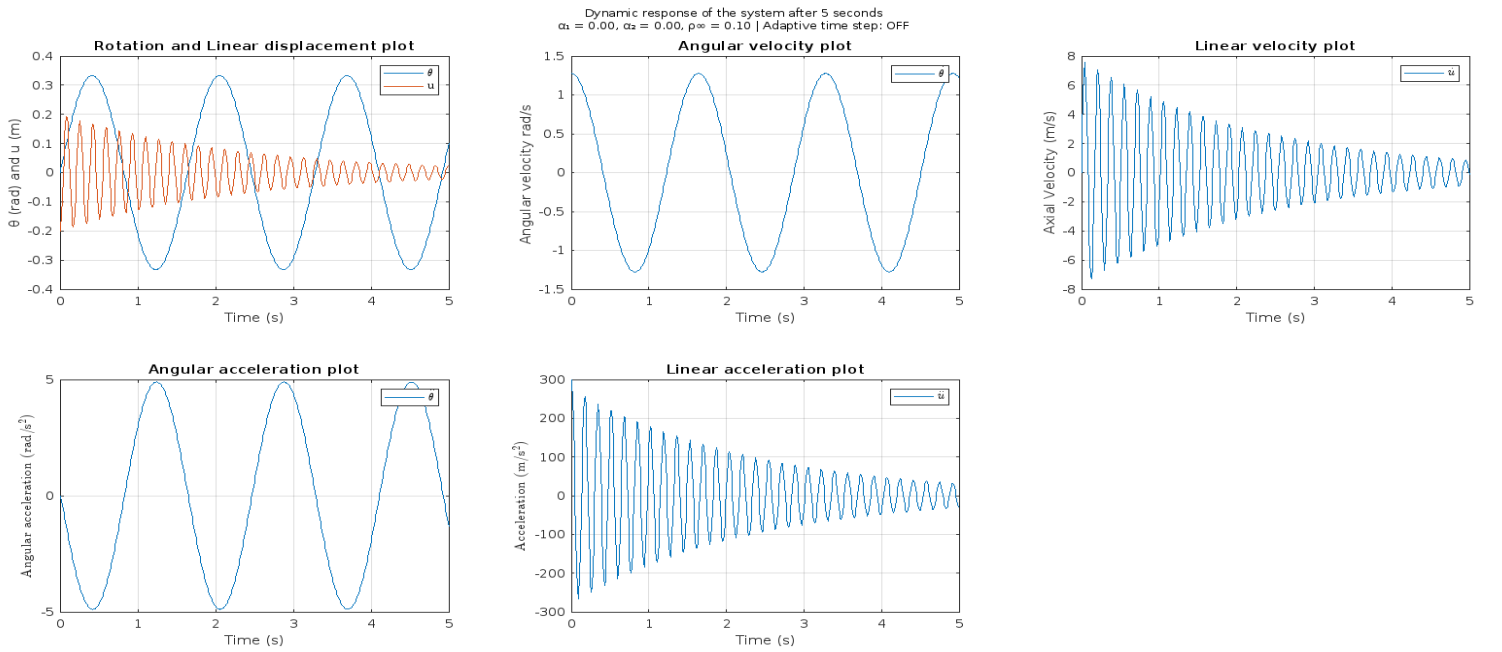 Dynamic response of the system after 5 seconds
α₁ = 0.00, α₂ = 0.00, ρ∞ = 0.10 | Adaptive time step: OFF
Rotation and Linear displacement plot
θ (rad) and u (m)
0.4
0.3
0.2
0.1
0
-0.1
-0.2
-0.3
-0.4
θ
u
0 1 2 3 4 5
Time (s)
Angular velocity plot
Angular velocity rad/s
1.5
1
0.5
0
-0.5
-1
-1.5
θ̇
0 1 2 3 4 5
Time (s)
Linear velocity plot
Axial Velocity (m/s)
8
6
4
2
0
-2
-4
-6
-8
u̇
0 1 2 3 4 5
Time (s)
Angular acceleration plot
Angular acceleration (rad/s²)
5
0
-5
θ̈
0 1 2 3 4 5
Time (s)
Linear acceleration plot
Acceleration (m/s²)
300
200
100
0
-100
-200
-300
ü
0 1 2 3 4 5
Time (s)